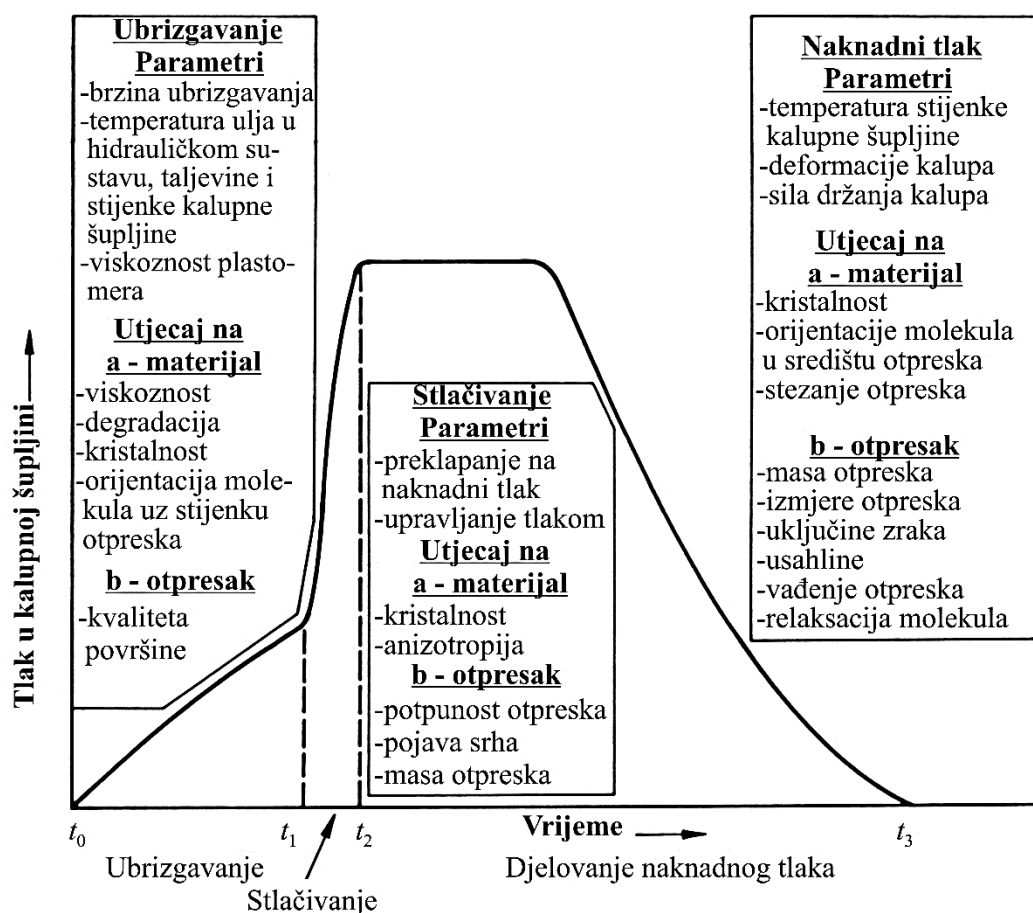 Ubrizgavanje
Parametri
-brzina ubrizgavanja
-temperatura ulja u
hidrauličkom su-
stavu, taljevine i
stijenke kalupne
šupljine
-viskoznost plasto-
mera
Utjecaj na
a - materijal
-viskoznost
-degradacija
-kristalnost
-orijentacija mole-
kula uz stijenku
otpreska
b - otpresak
-kvaliteta
površine
Stlačivanje
Parametri
-preklapanje na
naknadni tlak
-upravljanje tlakom
Utjecaj na
a - materijal
-kristalnost
-anizotropija
b - otpresak
-potpunost otpreska
-pojava srha
-masa otpreska
Naknadni tlak
Parametri
-temperatura stijenke
kalupne šupljine
-deformacije kalupa
-sila držanja kalupa
Utjecaj na
a - materijal
-kristalnost
-orijentacije molekula
u središtu otpreska
-stezanje otpreska
b - otpresak
-masa otpreska
-izmjere otpreska
-uključine zraka
-usahline
-vađenje otpreska
-relaksacija molekula
Tlak u kalupnoj šupljini
t0 t1 t2 Vrijeme t3
Ubrizgavanje Djelovanje naknadnog tlaka
Stlačivanje